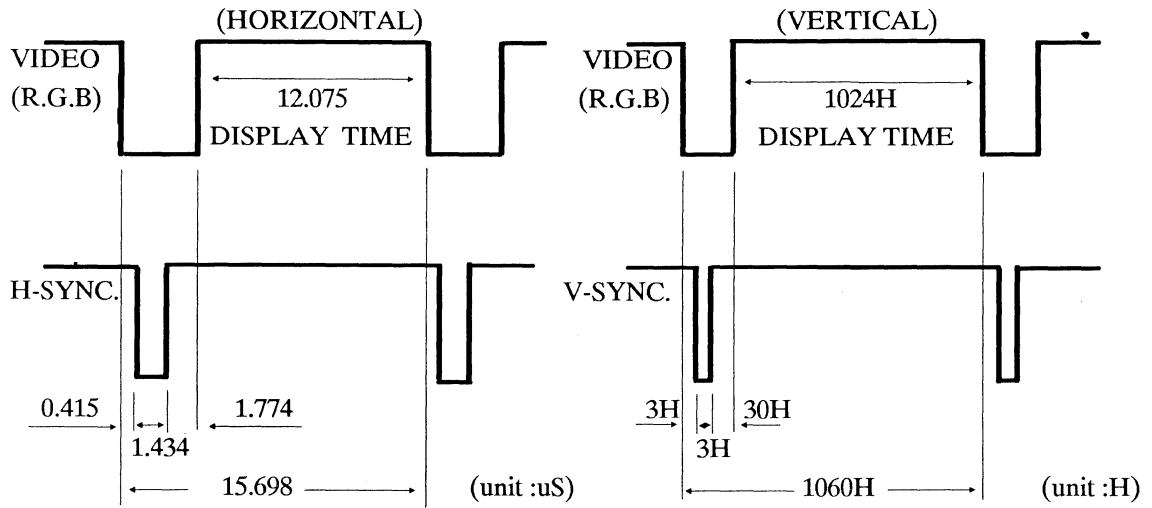 (HORIZONTAL)
VIDEO
(R.G.B)
12.075
DISPLAY TIME
H-SYNC.
0.415
1.774
1.434
15.698
(unit :uS)
(VERTICAL)
VIDEO
(R.G.B)
1024H
DISPLAY TIME
V-SYNC.
3H
30H
3H
1060H
(unit :H)